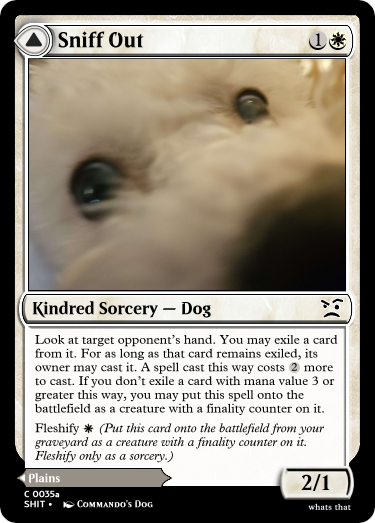 Sniff Out 1
Kindred Sorcery — Dog
Look at target opponent's hand. You may exile a card
from it. For as long as that card remains exiled, its
owner may cast it. A spell cast this way costs 2 more
to cast. If you don't exile a card with mana value 3 or
greater this way, you may put this spell onto the
battlefield as a creature with a finality counter on it.
Fleshify (Put this card onto the battlefield from your
graveyard as a creature with a finality counter on it.
Fleshify only as a sorcery.)
Plains
2/1
C 0035a
SHIT • Commando's Dog
whats that